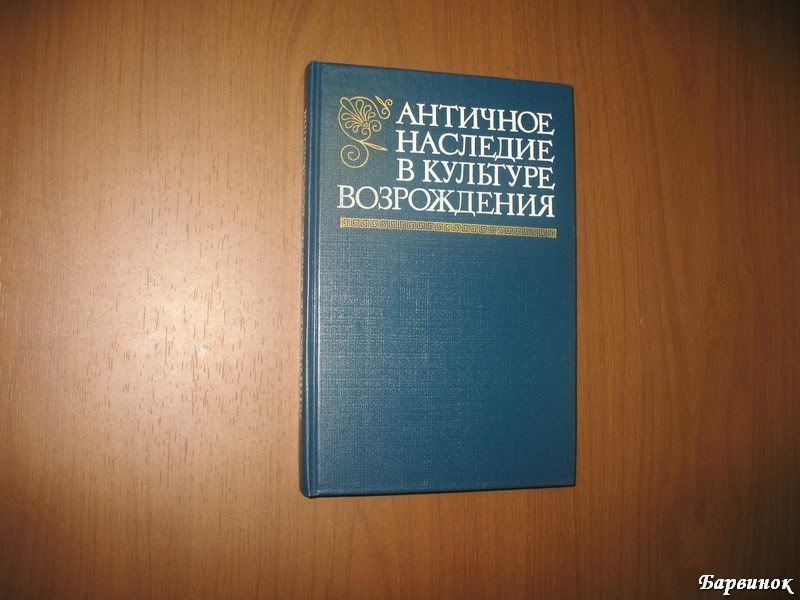 АНТИЧНОЕ
НАСЛЕДИЕ
В КУЛЬТУРЕ
ВОЗРОЖДЕНИЯ
Барвинок